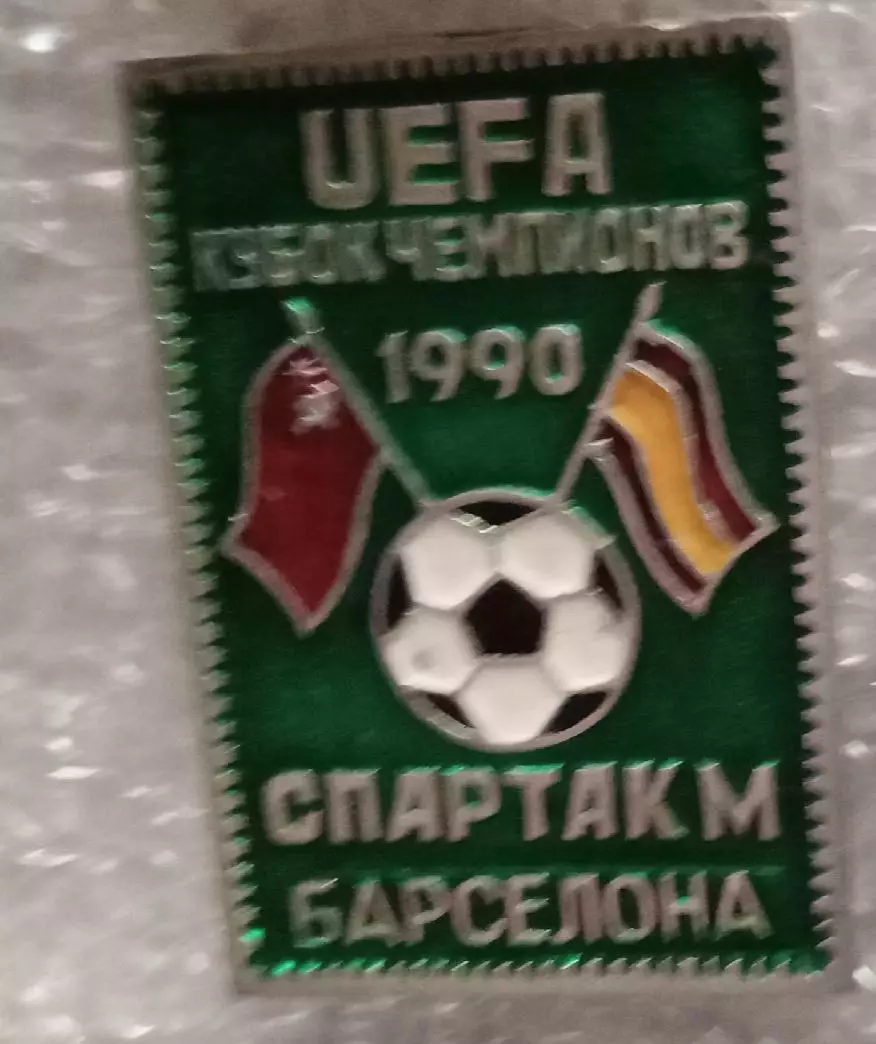 UEFA
КУБОК ЧЕМПИОНОВ
1990
СПАРТАК М
БАРСЕЛОНА